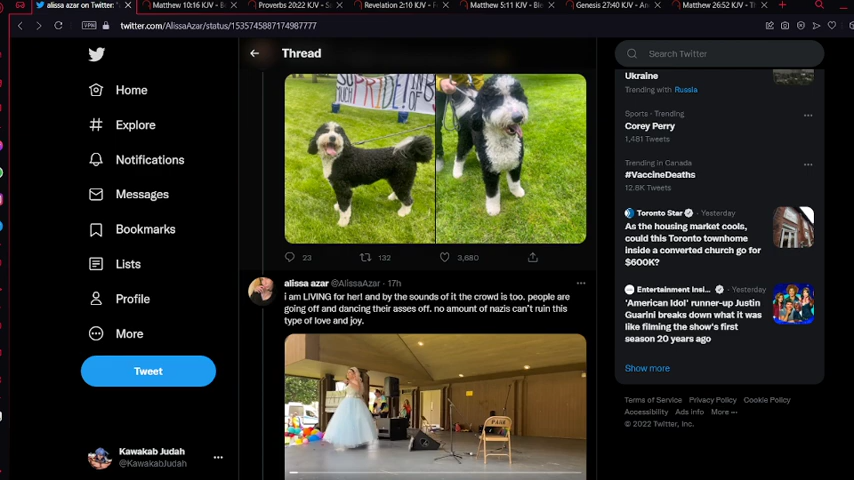 alissa azar on Twitter: "
Matthew 10:16 KJV - B
Proverbs 20:22 KJV - S
Revelation 2:10 KJV - F
Matthew 5:11 KJV - Ble
Genesis 27:40 KJV - An
Matthew 26:52 KJV - Th
VPN
twitter.com/AlissaAzar/status/1535745887174987777
Home
Explore
Notifications
Messages
Bookmarks
Lists
Profile
More
Tweet
Kawakab Judah
@KawakabJudah
Thread
PRIDE!
23
132
3,680
alissa azar @AlissaAzar · 17h
i am LIVING for her! and by the sounds of it the crowd is too. people are
going off and dancing their asses off. no amount of nazis can't ruin this
type of love and joy.
Search Twitter
Ukraine
Trending with Russia
Sports · Trending
Corey Perry
1,481 Tweets
Trending in Canada
#VaccineDeaths
12.8K Tweets
Toronto Star · Yesterday
As the housing market cools,
could this Toronto townhome
inside a converted church go for
$600K?
Entertainment Insi... · Yesterday
'American Idol' runner-up Justin
Guarini breaks down what it was
like filming the show's first
season 20 years ago
Show more
Terms of Service Privacy Policy Cookie Policy
Accessibility Ads info More ···
© 2022 Twitter, Inc.